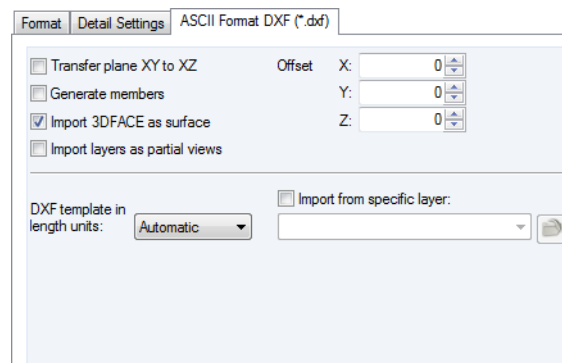 Format Detail Settings ASCII Format DXF (*.dxf)
Transfer plane XY to XZ Offset X: 0
Generate members Y: 0
Import 3DFACE as surface Z: 0
Import layers as partial views
Import from specific layer:
DXF template in
length units: Automatic